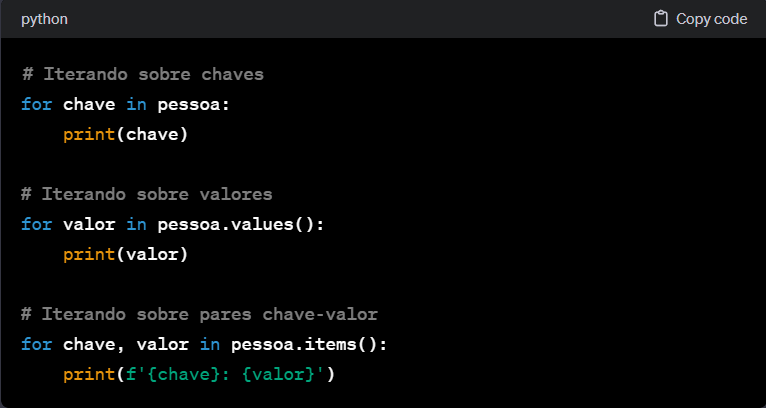 python
Copy code
# Iterando sobre chaves
for chave in pessoa:
    print(chave)
# Iterando sobre valores
for valor in pessoa.values():
    print(valor)
# Iterando sobre pares chave-valor
for chave, valor in pessoa.items():
    print(f'{chave}: {valor}')